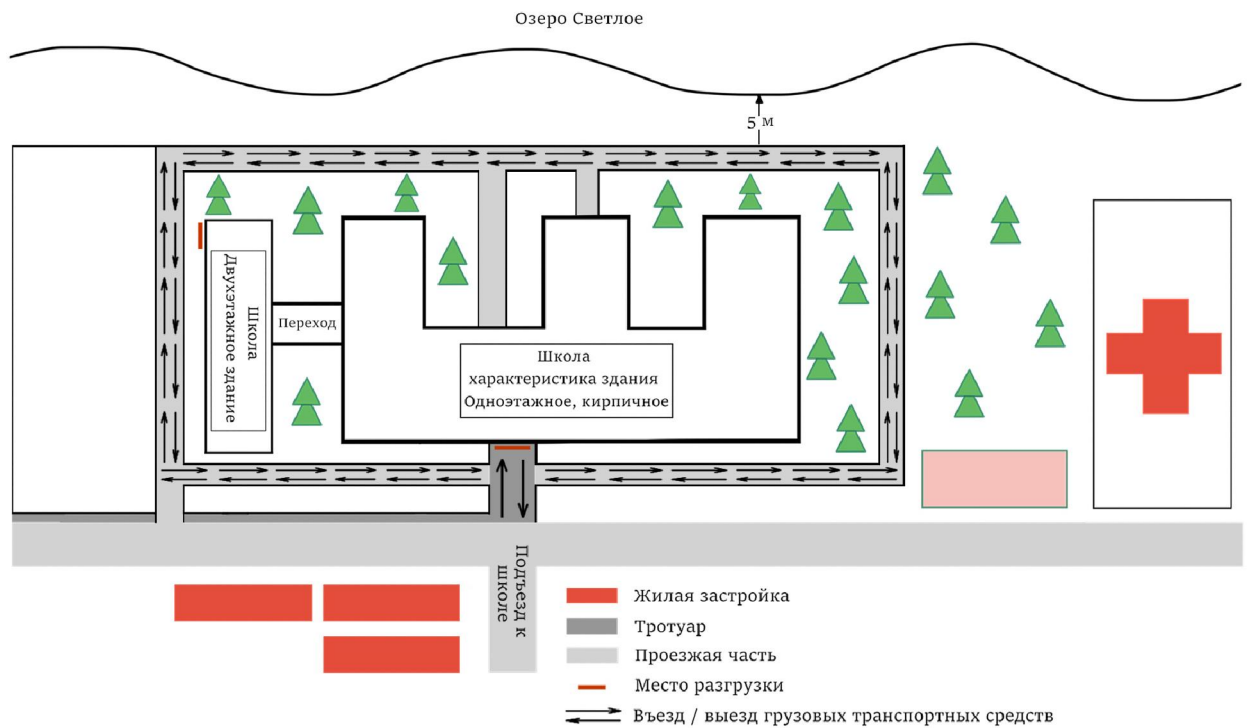 Озеро Светлое
5 м
Школа
Двухэтажное здание
Переход
Школа
характеристика здания
Одноэтажное, кирпичное
Подъезд к
школе
Жилая застройка
Тротуар
Проезжая часть
Место разгрузки
Въезд / выезд грузовых транспортных средств